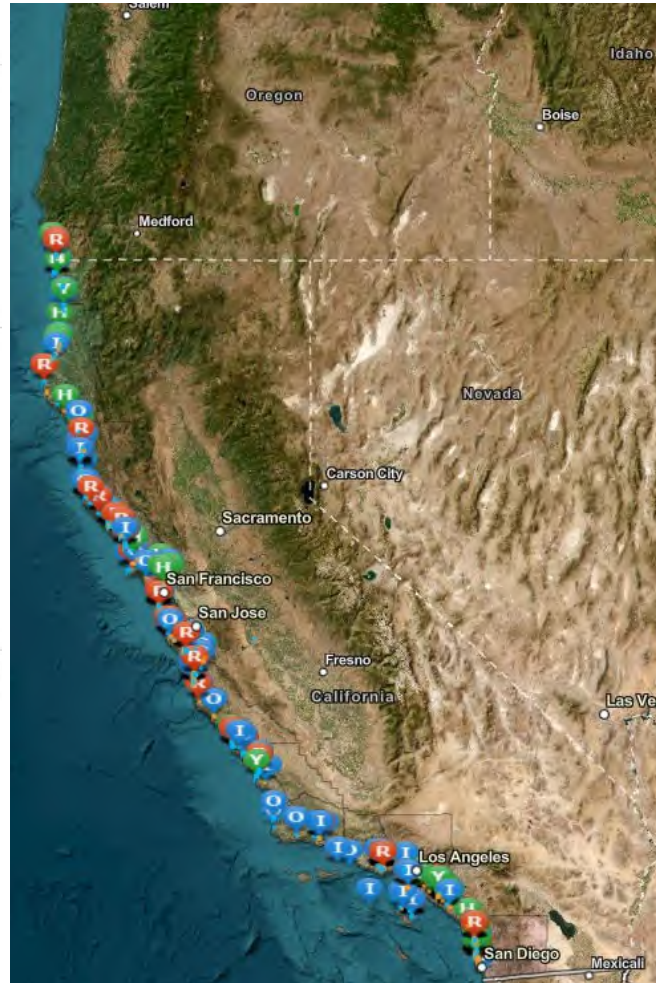 Salem
Idaho
Oregon
Boise
Medford
R
H
Y
H
I
R
H
O
R
I
Nevada
R
R
Carson City
I
Sacramento
O
H
San Francisco
R
O
San Jose
R
R
Fresno
R
California
O
Las Ve
I
Y
O
O
I
I
O
R
I
Los Angeles
I
Y
I
I
I
I
H
R
San Diego
Mexicali